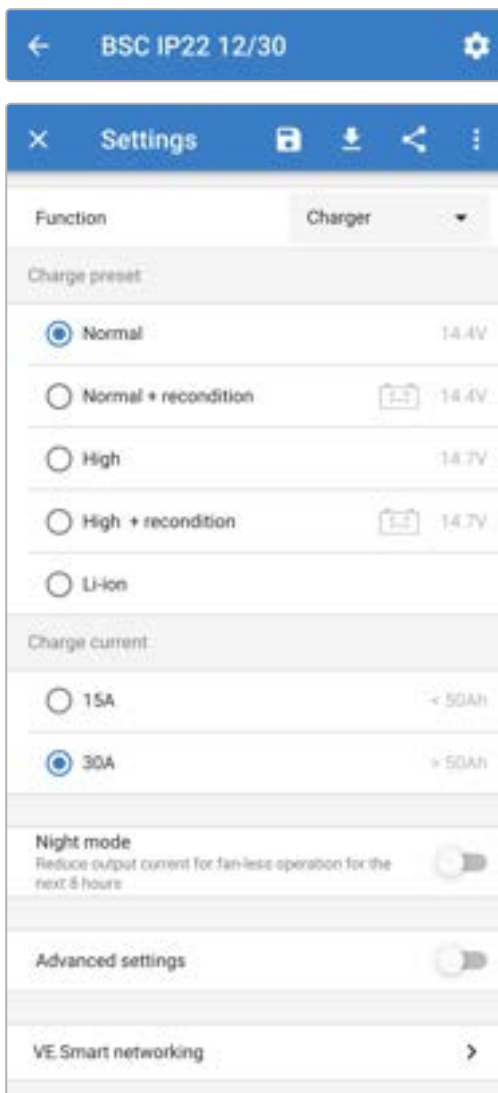 BSC IP22 12/30
Settings
Function Charger
Charge preset
Normal 14.4V
Normal + recondition 14.4V
High 14.7V
High + recondition 14.7V
Li-ion
Charge current
15A < 50Ah
30A > 50Ah
Night mode
Reduce output current for fan-less operation for the
next 8 hours
Advanced settings
VE.Smart networking